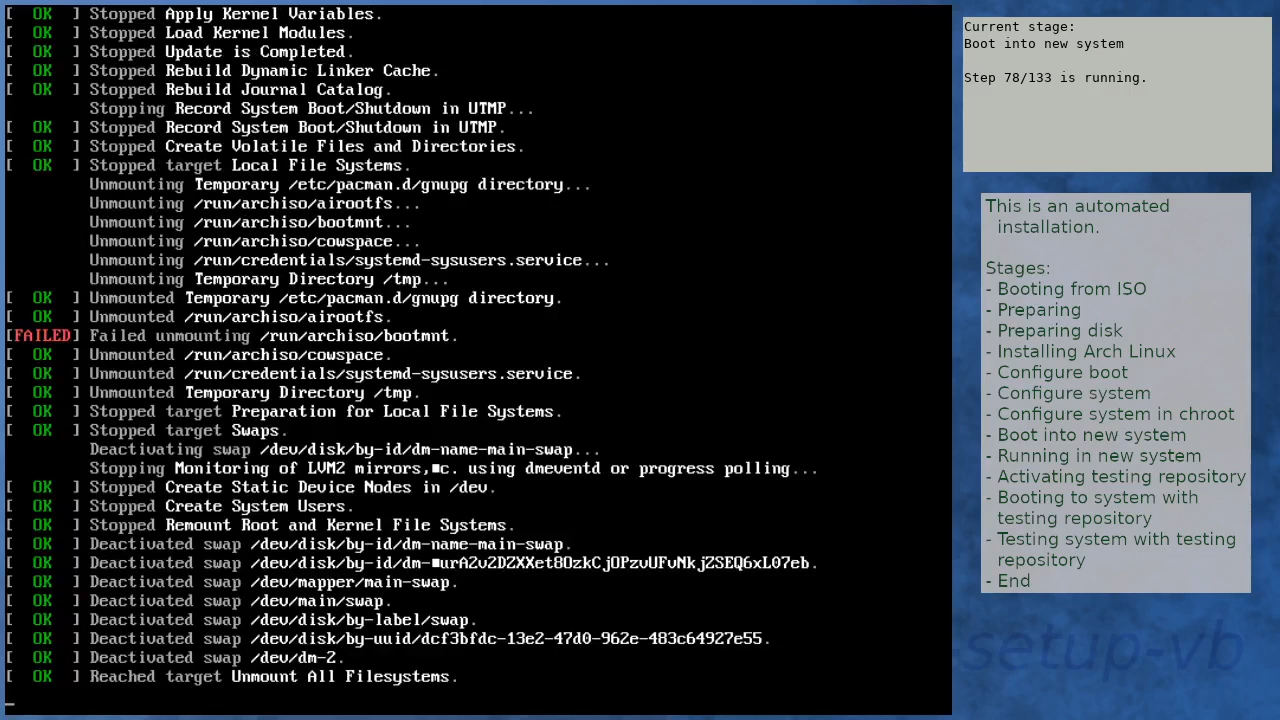 [  OK  ] Stopped Apply Kernel Variables.
[  OK  ] Stopped Load Kernel Modules.
[  OK  ] Stopped Update is Completed.
[  OK  ] Stopped Rebuild Dynamic Linker Cache.
[  OK  ] Stopped Rebuild Journal Catalog.
Stopping Record System Boot/Shutdown in UTMP...
[  OK  ] Stopped Record System Boot/Shutdown in UTMP.
[  OK  ] Stopped Create Volatile Files and Directories.
[  OK  ] Stopped target Local File Systems.
Unmounting Temporary /etc/pacman.d/gnupg directory...
Unmounting /run/archiso/airootfs...
Unmounting /run/archiso/bootmnt...
Unmounting /run/archiso/cowspace...
Unmounting /run/credentials/systemd-sysusers.service...
Unmounting Temporary Directory /tmp...
[  OK  ] Unmounted Temporary /etc/pacman.d/gnupg directory.
[  OK  ] Unmounted /run/archiso/airootfs.
[FAILED] Failed unmounting /run/archiso/bootmnt.
[  OK  ] Unmounted /run/archiso/cowspace.
[  OK  ] Unmounted /run/credentials/systemd-sysusers.service.
[  OK  ] Unmounted Temporary Directory /tmp.
[  OK  ] Stopped target Preparation for Local File Systems.
[  OK  ] Stopped target Swaps.
Deactivating swap /dev/disk/by-id/dm-name-main-swap...
Stopping Monitoring of LVM2 mirrors,■c. using dmeventd or progress polling...
[  OK  ] Stopped Create Static Device Nodes in /dev.
[  OK  ] Stopped Create System Users.
[  OK  ] Stopped Remount Root and Kernel File Systems.
[  OK  ] Deactivated swap /dev/disk/by-id/dm-name-main-swap.
[  OK  ] Deactivated swap /dev/disk/by-id/dm-■urA2v2DZXXet8OzkCjOPzvUFvNkjZSEQ6xL07eb.
[  OK  ] Deactivated swap /dev/mapper/main-swap.
[  OK  ] Deactivated swap /dev/main/swap.
[  OK  ] Deactivated swap /dev/disk/by-label/swap.
[  OK  ] Deactivated swap /dev/disk/by-uuid/dcf3bfdc-13e2-47d0-962e-483c64927e55.
[  OK  ] Deactivated swap /dev/dm-2.
[  OK  ] Reached target Unmount All Filesystems.
Current stage:
Boot into new system
Step 78/133 is running.
This is an automated
installation.
Stages:
- Booting from ISO
- Preparing
- Preparing disk
- Installing Arch Linux
- Configure boot
- Configure system
- Configure system in chroot
- Boot into new system
- Running in new system
- Activating testing repository
- Booting to system with
testing repository
- Testing system with testing
repository
- End
-setup-vb